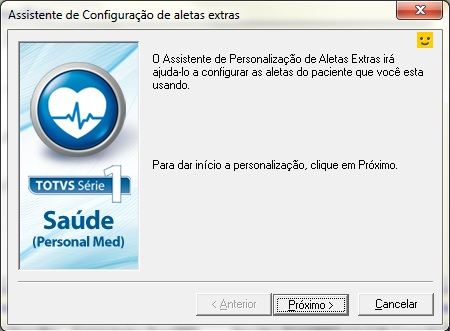 Assistente de Configuração de aletas extras
O Assistente de Personalização de Aletas Extras irá
ajuda-lo a configurar as aletas do paciente que você esta
usando.
Para dar início a personalização, clique em Próximo.
TOTVS Série 1
Saúde
(Personal Med)
< Anterior
Próximo >
Cancelar